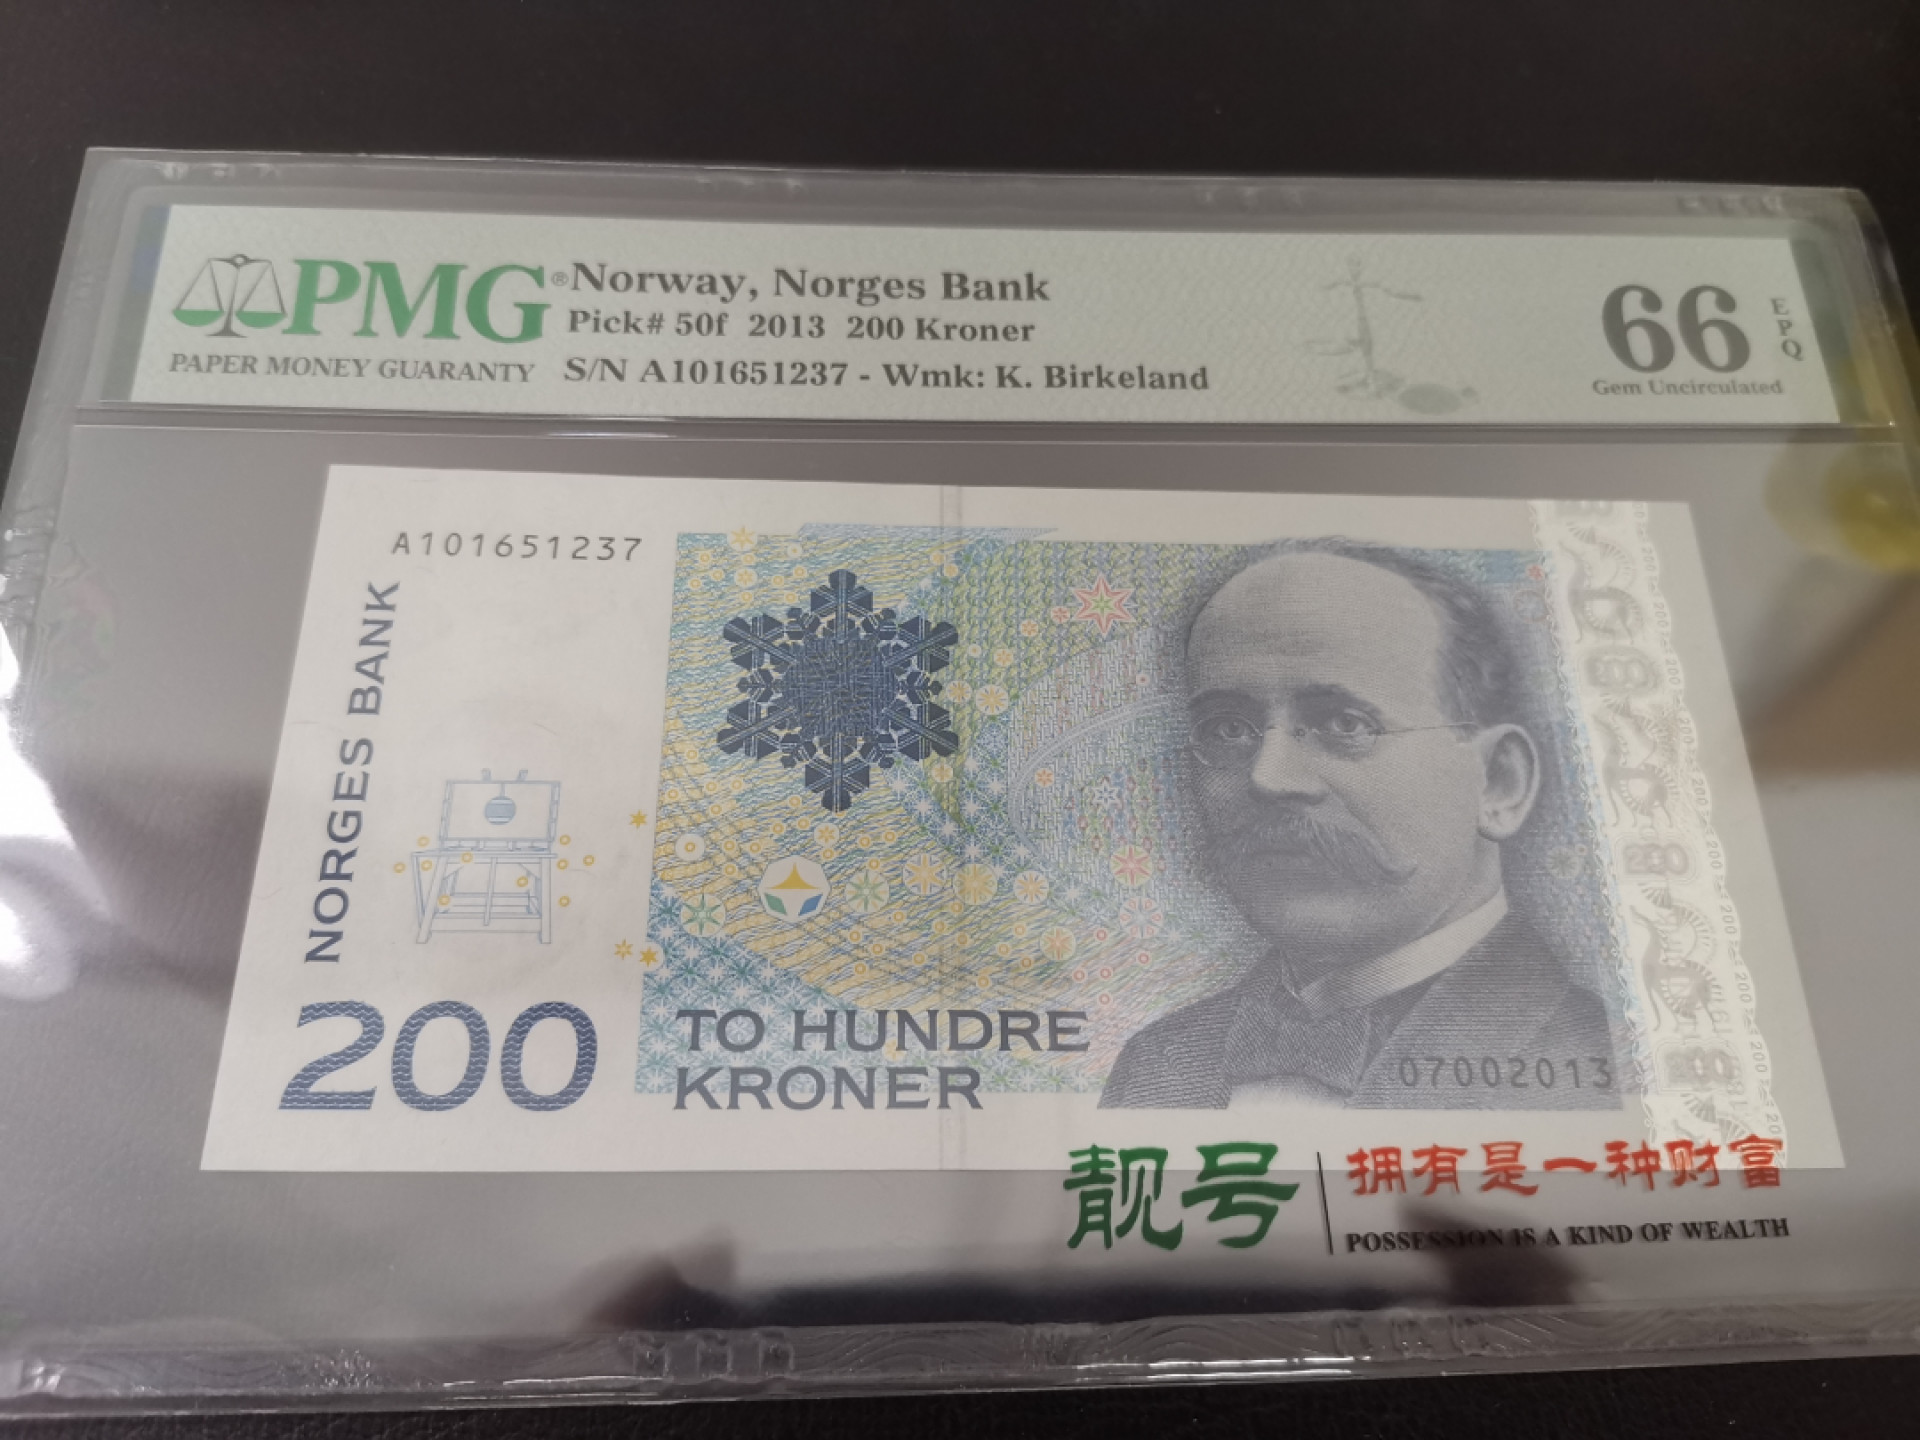 PMG®
PAPER MONEY GUARANTY
Norway, Norges Bank
Pick# 50f 2013 200 Kroner
S/N A101651237 - Wmk: K. Birkeland
66
EPQ
Gem Uncirculated
A101651237
NORGES BANK
200
TO HUNDRE
KRONER
07002013
靓号
拥有是一种财富
POSSESSION IS A KIND OF WEALTH